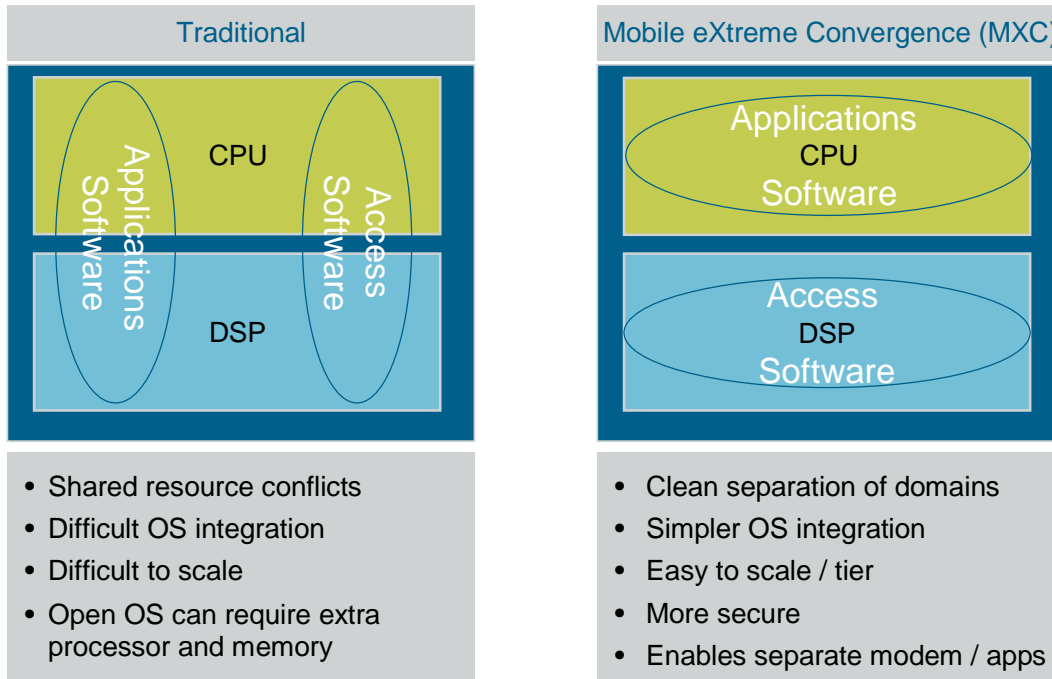 Traditional
CPU
Applications
Software
Access
Software
DSP
• Shared resource conflicts
• Difficult OS integration
• Difficult to scale
• Open OS can require extra
processor and memory
Mobile eXtreme Convergence (MXC)
Applications
CPU
Software
Access
DSP
Software
• Clean separation of domains
• Simpler OS integration
• Easy to scale / tier
• More secure
• Enables separate modem / apps